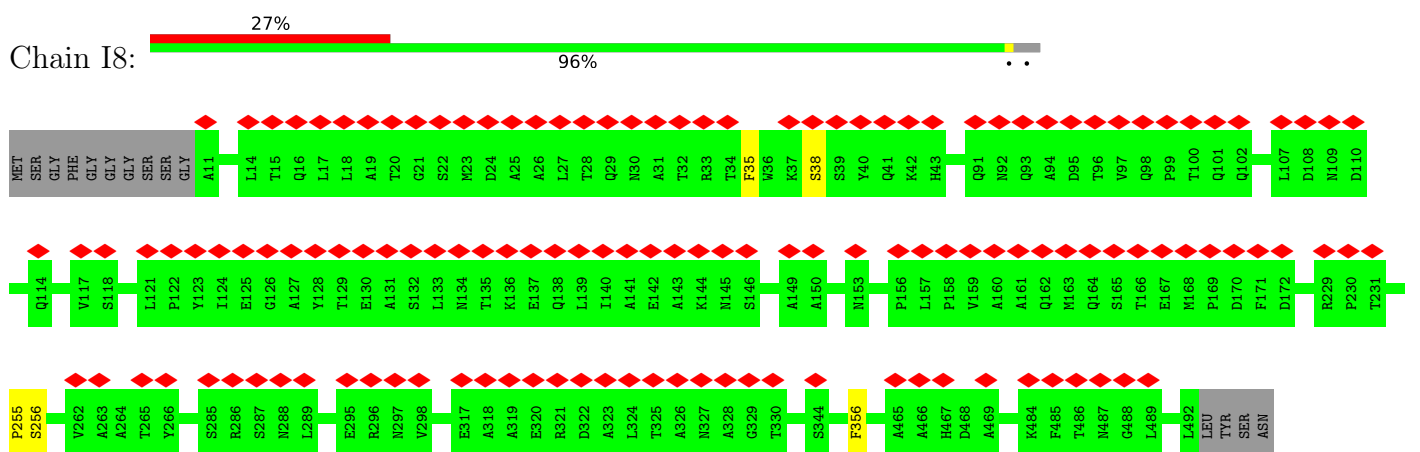 27%
Chain I8:
96%
MET SER GLY PHE GLY GLY GLY SER SER GLY A11 L14 T15 Q16 L17 L18 A19 T20 G21 S22 M23 D24 A25 A26 L27 T28 Q29 N30 A31 T32 R33 T34 F35 W36 K37 S38 S39 Y40 Q41 K42 H43 Q91 N92 Q93 A94 D95 T96 V97 Q98 P99 T100 Q101 Q102 L107 D108 N109 D110
Q114 V117 S118 L121 P122 Y123 I124 E125 G126 A127 Y128 T129 E130 A131 S132 L133 N134 T135 K136 E137 Q138 L139 I140 A141 E142 A143 K144 N145 S146 A149 A150 N153 P156 L157 P158 V159 A160 A161 Q162 M163 Q164 S165 T166 E167 M168 P169 D170 F171 D172 R229 P230 T231
P255 S256 V262 A263 A264 T265 Y266 S285 R286 S287 N288 L289 E295 R296 N297 V298 E317 A318 A319 E320 R321 D322 A323 L324 T325 A326 N327 A328 G329 T330 S344 F356 A465 A466 H467 D468 A469 K484 F485 T486 N487 G488 L489 L492 LEU TYR SER ASN